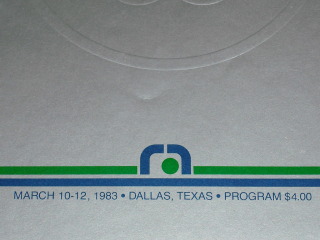 MARCH 10-12, 1983 • DALLAS, TEXAS • PROGRAM $4.00